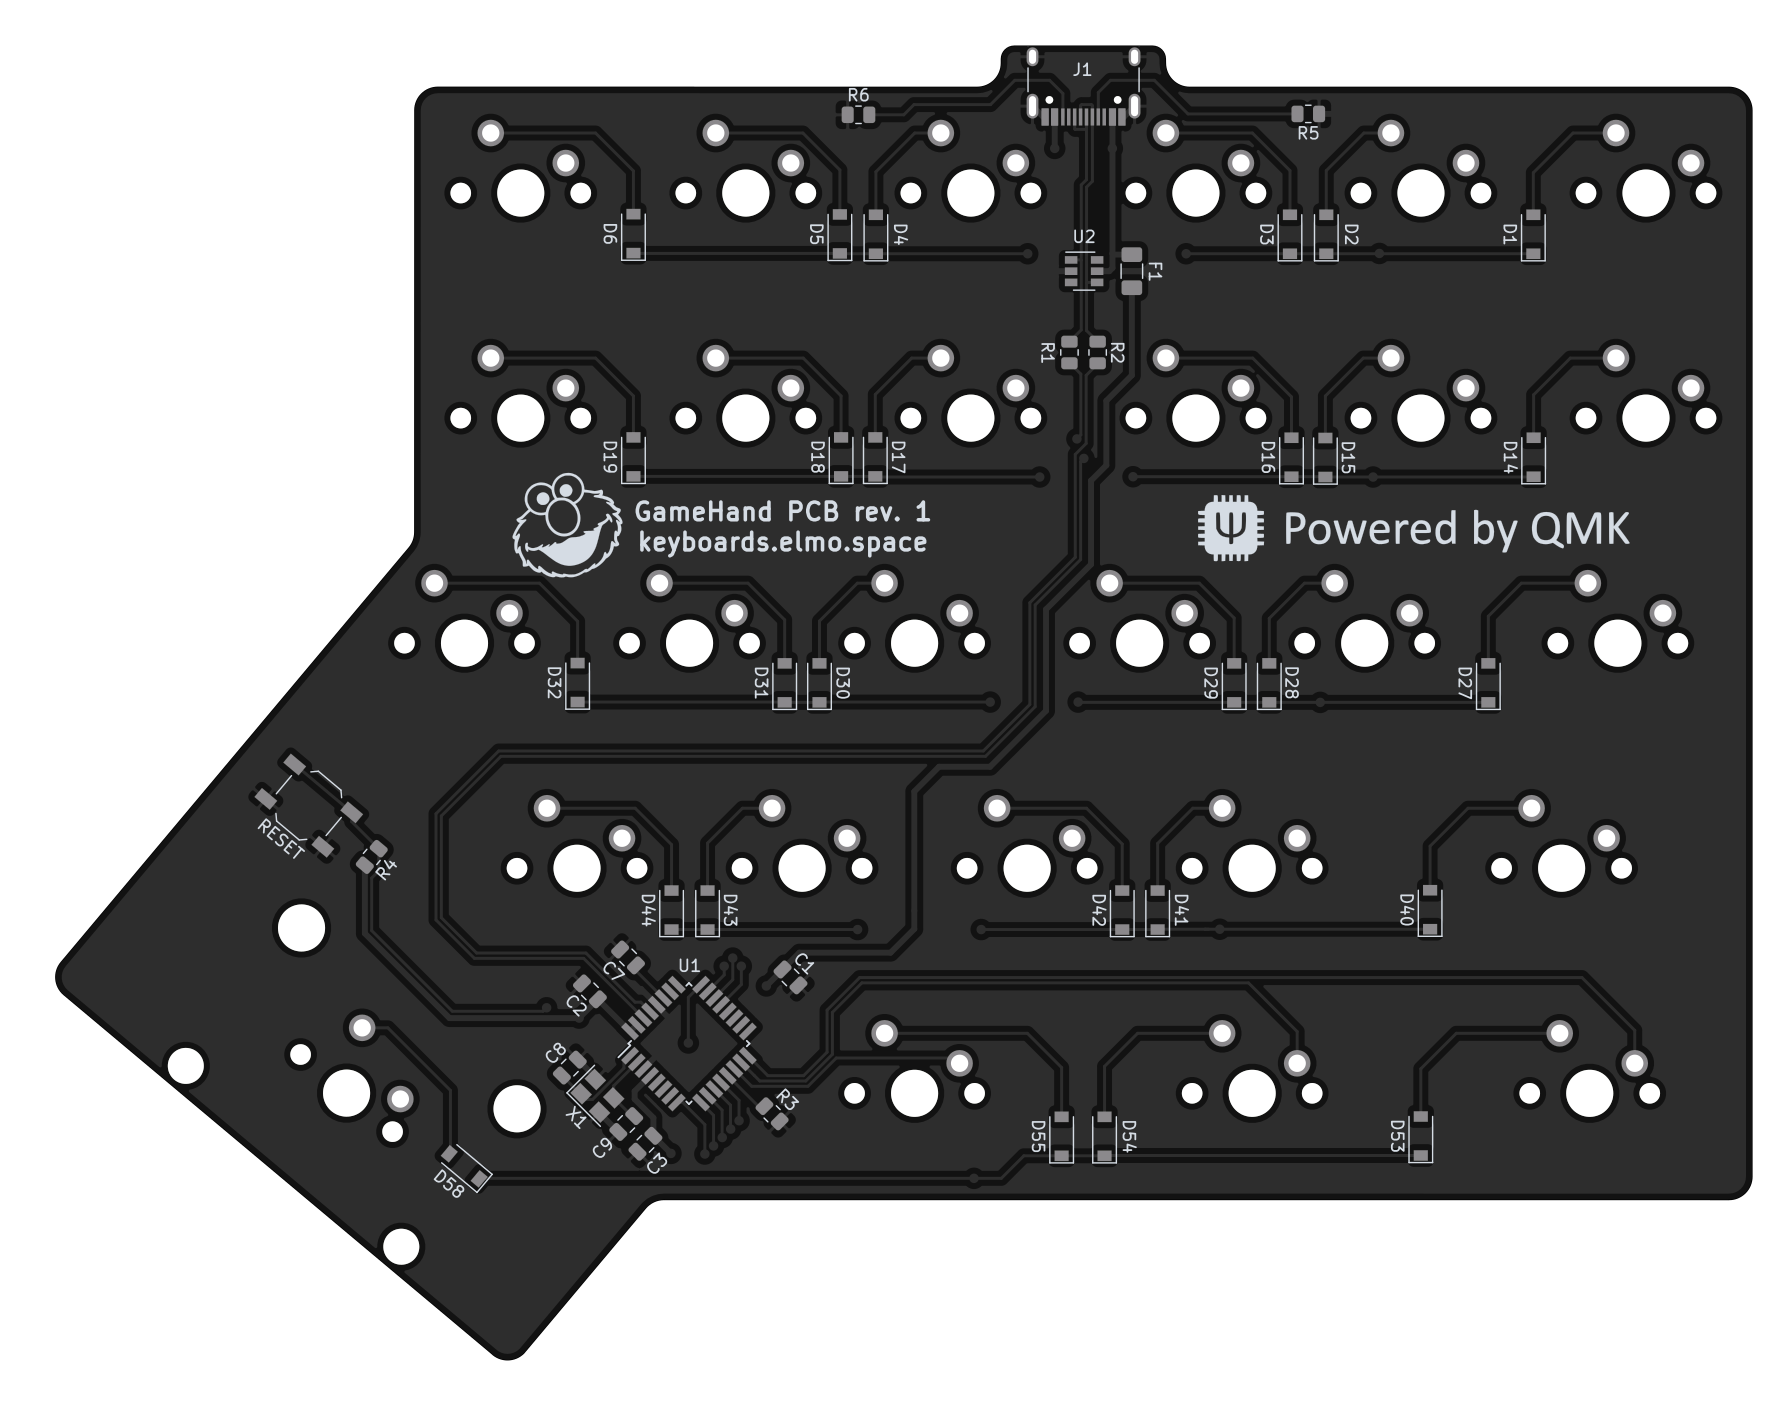 J1
R6
R5
D6
D5
D4
U2
D3
D2
D1
F1
R1
R2
D19
D18
D17
D16
D15
D14
GameHand PCB rev. 1
keyboards.elmo.space
Powered by QMK
D32
D31
D30
D29
D28
D27
RESET
R4
D44
D43
D42
D41
D40
C7
U1
C1
C2
C8
X1
C9
C3
R3
D55
D54
D53
D58